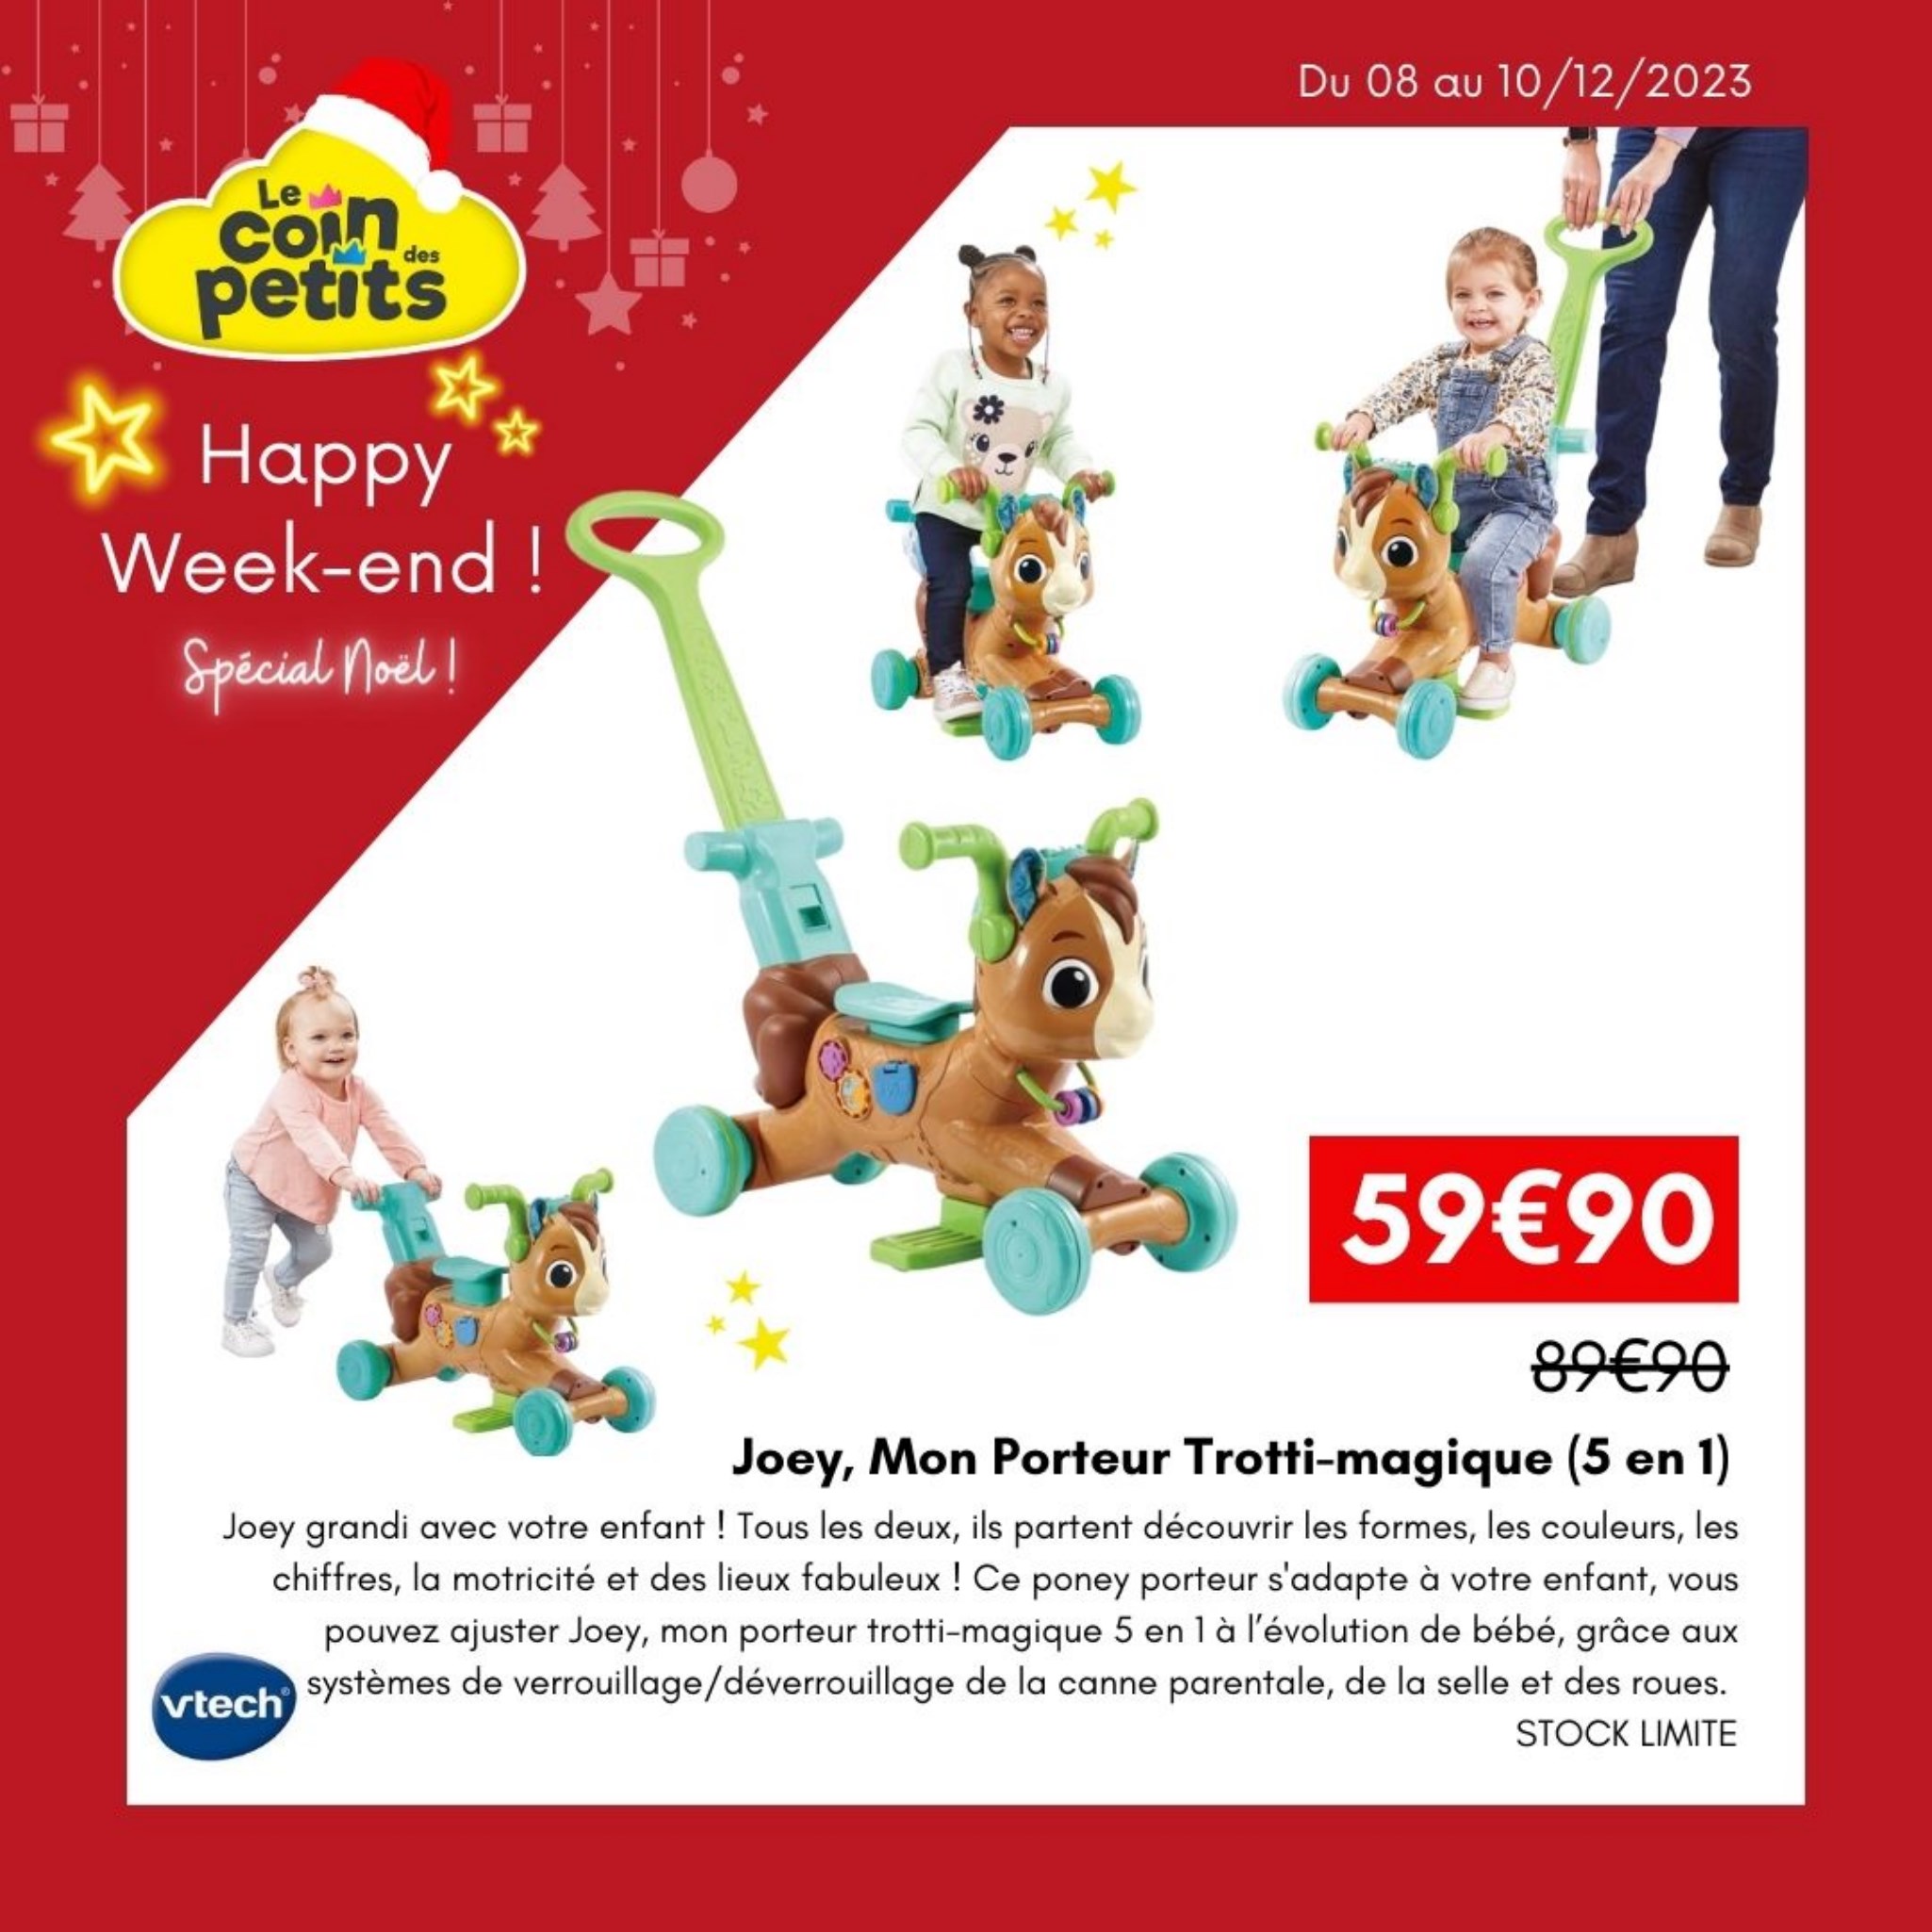 Du 08 au 10/12/2023
Le
coin
des
petits
Happy
Week-end !
Spécial Noël !
59€90
89€90
Joey, Mon Porteur Trotti-magique (5 en 1)
Joey grandi avec votre enfant ! Tous les deux, ils partent découvrir les formes, les couleurs, les
chiffres, la motricité et des lieux fabuleux ! Ce poney porteur s'adapte à votre enfant, vous
pouvez ajuster Joey, mon porteur trotti-magique 5 en 1 à l’évolution de bébé, grâce aux
systèmes de verrouillage/déverrouillage de la canne parentale, de la selle et des roues.
vtech®
STOCK LIMITE